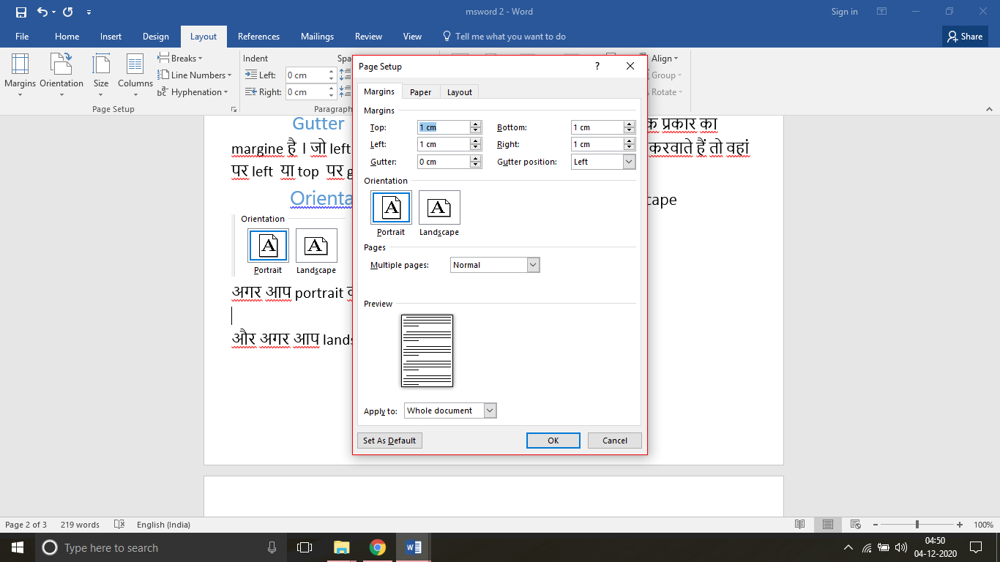 msword 2 - Word
Sign in
File Home Insert Design Layout References Mailings Review View Tell me what you want to do Share
Margins Orientation Size Columns
Breaks
Line Numbers
Hyphenation
Page Setup
Indent
Left: 0 cm
Right: 0 cm
Paragraph
Spa
Align
Group
Rotate
Page Setup ?
Margins Paper Layout
Margins
Top: 1 cm Bottom: 1 cm
Left: 1 cm Right: 1 cm
Gutter: 0 cm Gutter position: Left
Orientation
Portrait Landscape
Pages
Multiple pages: Normal
Preview
Apply to: Whole document
Set As Default OK Cancel
Gutter क प्रकार का
margine है । जो left करवाते हैं तो वहां
पर left या top पर g
Orienta cape
Orientation
Portrait Landscape
अगर आप portrait
और अगर आप lands
Page 2 of 3 219 words English (India) 100%
Type here to search
04:50
04-12-2020